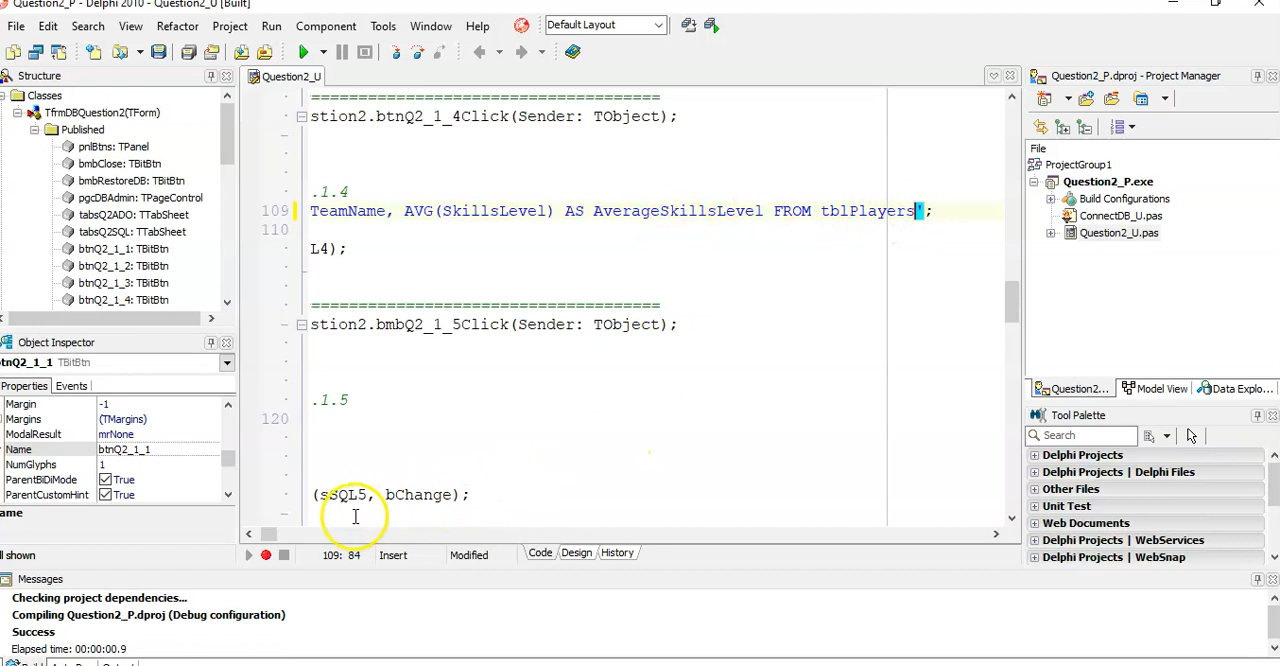 Question2_P - Delphi 2010 - Question2_U [Built]
File Edit Search View Refactor Project Run Component Tools Window Help Default Layout
Structure
Classes
TfrmDBQuestion2(TForm)
Published
pnlBtns: TPanel
bmbClose: TBitBtn
bmbRestoreDB: TBitBtn
pgcDBAdmin: TPageControl
tabsQ2ADO: TTabSheet
tabsQ2SQL: TTabSheet
btnQ2_1_1: TBitBtn
btnQ2_1_2: TBitBtn
btnQ2_1_3: TBitBtn
btnQ2_1_4: TBitBtn
Object Inspector
btnQ2_1_1 TBitBtn
Properties Events
Margin -1
Margins (TMargins)
ModalResult mrNone
Name btnQ2_1_1
NumGlyphs 1
ParentBiDiMode True
ParentCustomHint True
ame
ll shown
Question2_U
=====================================
stion2.btnQ2_1_4Click(Sender: TObject);
.1.4
109 TeamName, AVG(SkillsLevel) AS AverageSkillsLevel FROM tblPlayers';
110
L4);
=====================================
stion2.bmbQ2_1_5Click(Sender: TObject);
.1.5
120
(sSQL5, bChange);
109: 84 Insert Modified Code Design History
Question2_P.dproj - Project Manager
File
ProjectGroup1
Question2_P.exe
Build Configurations
ConnectDB_U.pas
Question2_U.pas
Question2... Model View Data Explo...
Tool Palette
Search
Delphi Projects
Delphi Projects | Delphi Files
Other Files
Unit Test
Web Documents
Delphi Projects | WebServices
Delphi Projects | WebSnap
Messages
Checking project dependencies...
Compiling Question2_P.dproj (Debug configuration)
Success
Elapsed time: 00:00:00.9